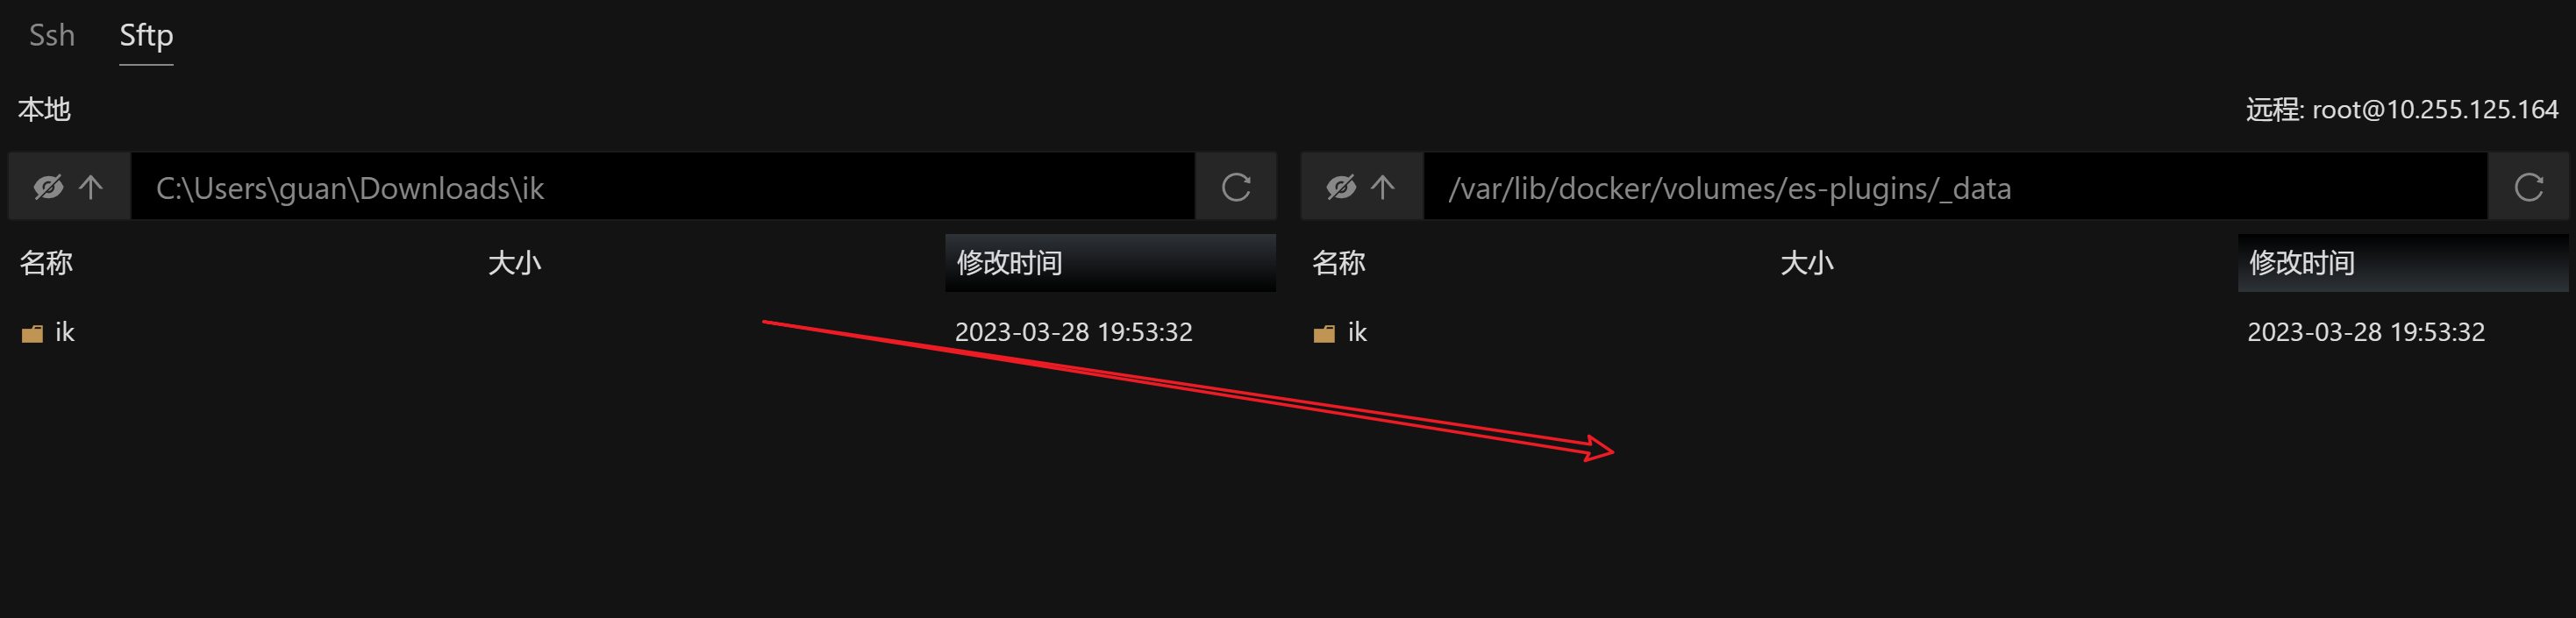 Ssh Sftp
本地 远程: root@10.255.125.164
C:\Users\guan\Downloads\ik /var/lib/docker/volumes/es-plugins/_data
名称 大小 修改时间 名称 大小 修改时间
ik 2023-03-28 19:53:32 ik 2023-03-28 19:53:32